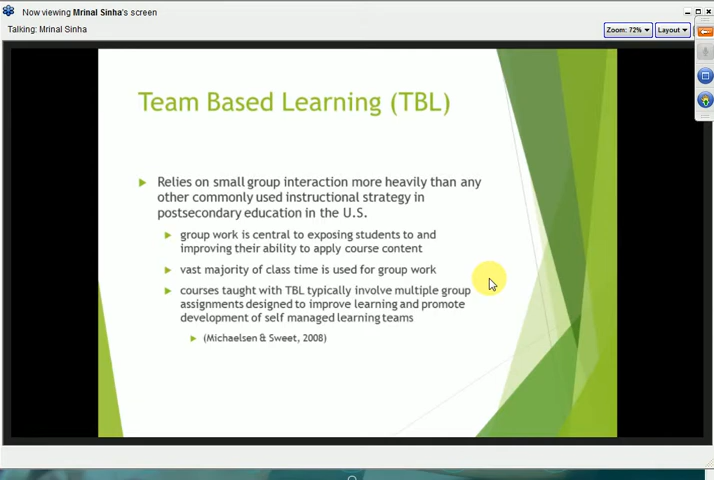 Now viewing Mrinal Sinha's screen
Talking: Mrinal Sinha
Zoom: 72%
Layout
Team Based Learning (TBL)
Relies on small group interaction more heavily than any
other commonly used instructional strategy in
postsecondary education in the U.S.
group work is central to exposing students to and
improving their ability to apply course content
vast majority of class time is used for group work
courses taught with TBL typically involve multiple group
assignments designed to improve learning and promote
development of self managed learning teams
(Michaelsen & Sweet, 2008)